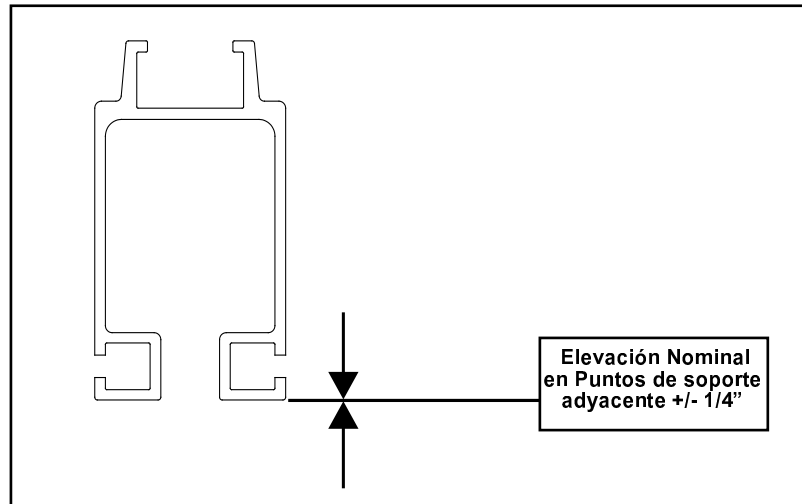 Elevación Nominal
en Puntos de soporte
adyacente +/- 1/4”